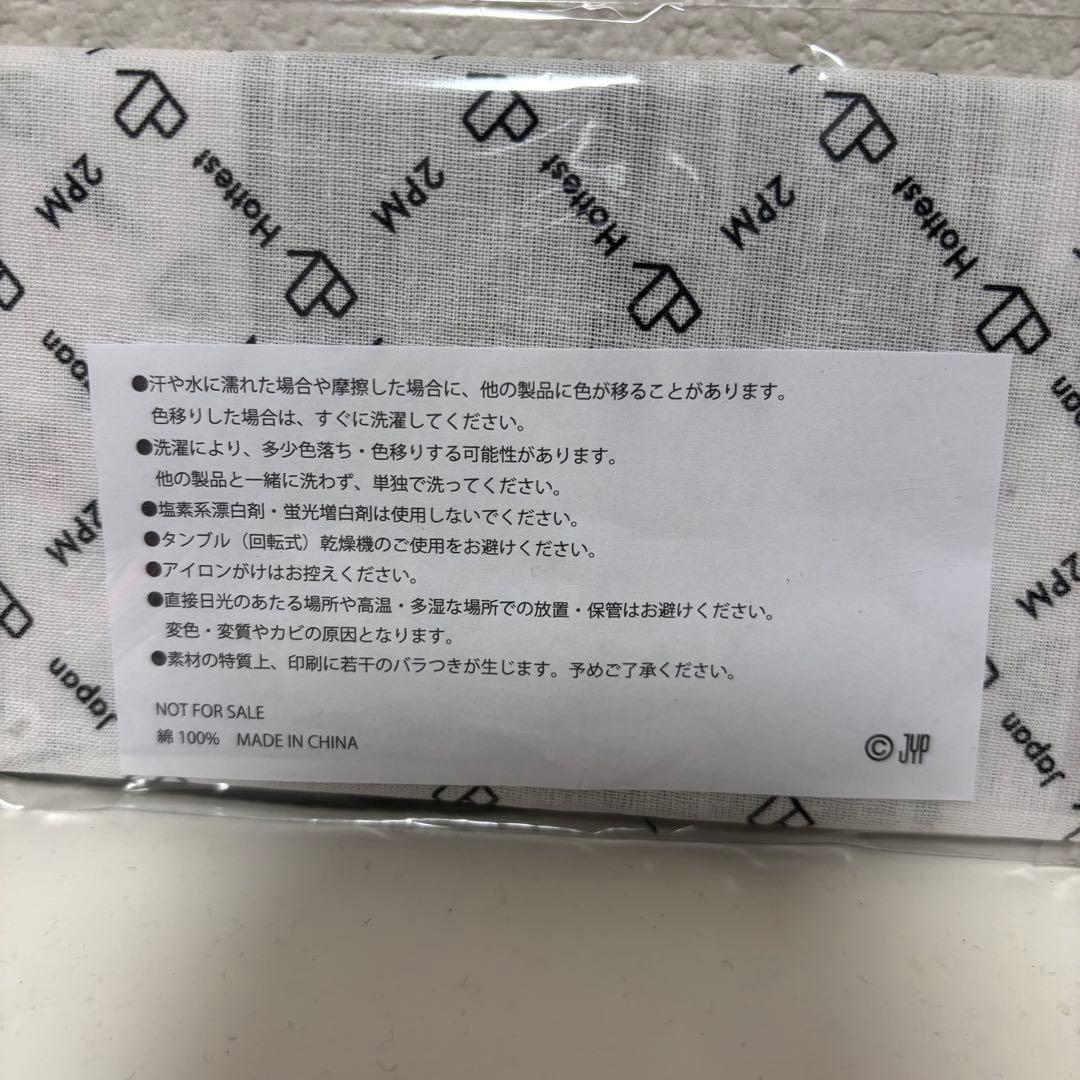 2PM
Hottest
2PM
Hottest
2PM
Hottest
Japan
Japan
●汗や水に濡れた場合や摩擦した場合に、他の製品に色が移ることがあります。
色移りした場合は、すぐに洗濯してください。
●洗濯により、多少色落ち・色移りする可能性があります。
他の製品と一緒に洗わず、単独で洗ってください。
●塩素系漂白剤・蛍光増白剤は使用しないでください。
●タンブル（回転式）乾燥機のご使用をお避けください。
●アイロンがけはお控えください。
●直接日光のあたる場所や高温・多湿な場所での放置・保管はお避けください。
変色・変質やカビの原因となります。
●素材の特質上、印刷に若干のバラつきが生じます。予めご了承ください。
NOT FOR SALE
綿 100%　MADE IN CHINA
© JYP
2PM
2PM
Japan
Japan